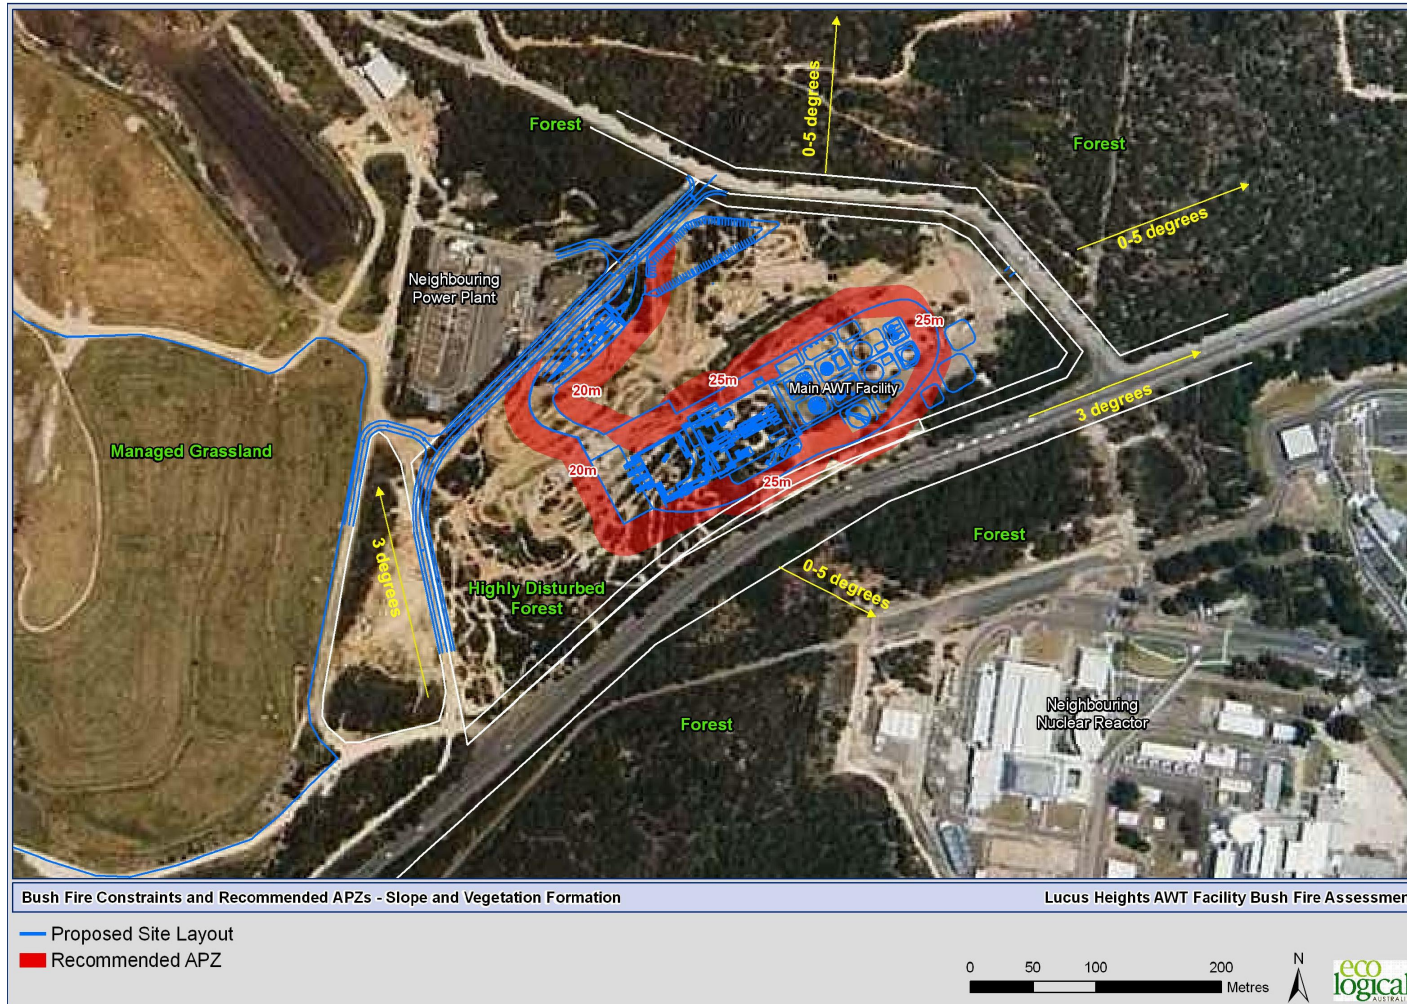 0-5 degrees
Forest
Forest
0-5 degrees
Neighbouring
Power Plant
25m
25m
20m
Main AWT Facility
3 degrees
Managed Grassland
20m
25m
Forest
3 degrees
0-5 degrees
Highly Disturbed
Forest
Neighbouring
Nuclear Reactor
Forest
Bush Fire Constraints and Recommended APZs - Slope and Vegetation Formation
Lucus Heights AWT Facility Bush Fire Assessmen
Proposed Site Layout
Recommended APZ
0 50 100 200
Metres
N
eco
logical
AUSTRALIA